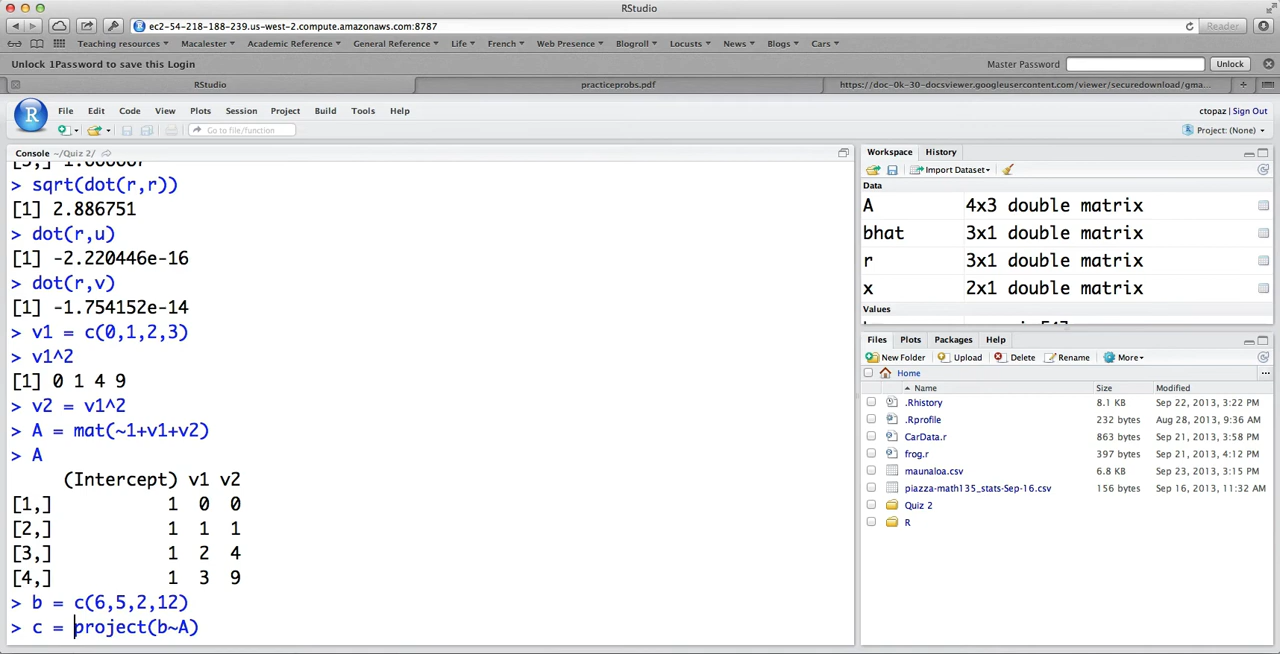 RStudio
ec2-54-218-188-239.us-west-2.compute.amazonaws.com:8787 Reader
Teaching resources Macalester Academic Reference General Reference Life French Web Presence Blogroll Locusts News Blogs Cars
Unlock 1Password to save this Login Master Password Unlock
RStudio practiceprobs.pdf https://doc-0k-30-docsviewer.googleusercontent.com/viewer/securedownload/gma...
R File Edit Code View Plots Session Project Build Tools Help ctopaz | Sign Out
Go to file/function Project: (None)
Console ~/Quiz 2/
> sqrt(dot(r,r))
[1] 2.886751
> dot(r,u)
[1] -2.220446e-16
> dot(r,v)
[1] -1.754152e-14
> v1 = c(0,1,2,3)
> v1^2
[1] 0 1 4 9
> v2 = v1^2
> A = mat(~1+v1+v2)
> A
(Intercept) v1 v2
[1,] 1 0 0
[2,] 1 1 1
[3,] 1 2 4
[4,] 1 3 9
> b = c(6,5,2,12)
> c = project(b~A)
Workspace History
Import Dataset
Data
A 4x3 double matrix
bhat 3x1 double matrix
r 3x1 double matrix
x 2x1 double matrix
Values
Files Plots Packages Help
New Folder Upload Delete Rename More
Home ...
Name Size Modified
.Rhistory 8.1 KB Sep 22, 2013, 3:22 PM
.Rprofile 232 bytes Aug 28, 2013, 9:36 AM
CarData.r 863 bytes Sep 21, 2013, 3:58 PM
frog.r 397 bytes Sep 21, 2013, 4:12 PM
maunaloa.csv 6.8 KB Sep 23, 2013, 3:15 PM
piazza-math135_stats-Sep-16.csv 156 bytes Sep 16, 2013, 11:32 AM
Quiz 2
R